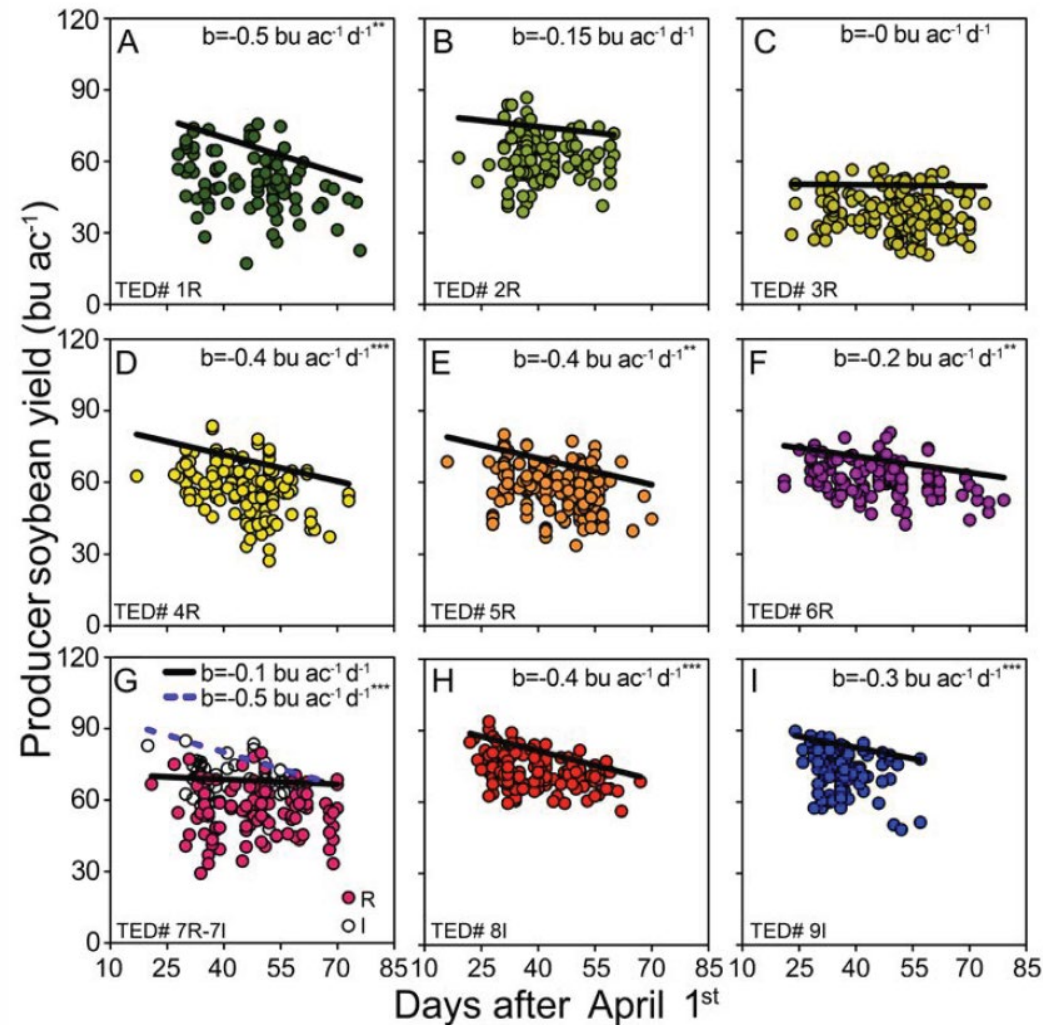 Producer soybean yield (bu ac⁻¹)
120
90
60
30
0
A
b=-0.5 bu ac⁻¹ d⁻¹**
TED# 1R
B
b=-0.15 bu ac⁻¹ d⁻¹
TED# 2R
C
b=-0 bu ac⁻¹ d⁻¹
TED# 3R
120
90
60
30
0
D
b=-0.4 bu ac⁻¹ d⁻¹***
TED# 4R
E
b=-0.4 bu ac⁻¹ d⁻¹**
TED# 5R
F
b=-0.2 bu ac⁻¹ d⁻¹**
TED# 6R
120
90
60
30
0
G
b=-0.1 bu ac⁻¹ d⁻¹
b=-0.5 bu ac⁻¹ d⁻¹***
R
I
TED# 7R-7I
H
b=-0.4 bu ac⁻¹ d⁻¹***
TED# 8I
I
b=-0.3 bu ac⁻¹ d⁻¹***
TED# 9I
10 25 40 55 70 85
10 25 40 55 70 85
10 25 40 55 70 85
Days after April 1ˢᵗ